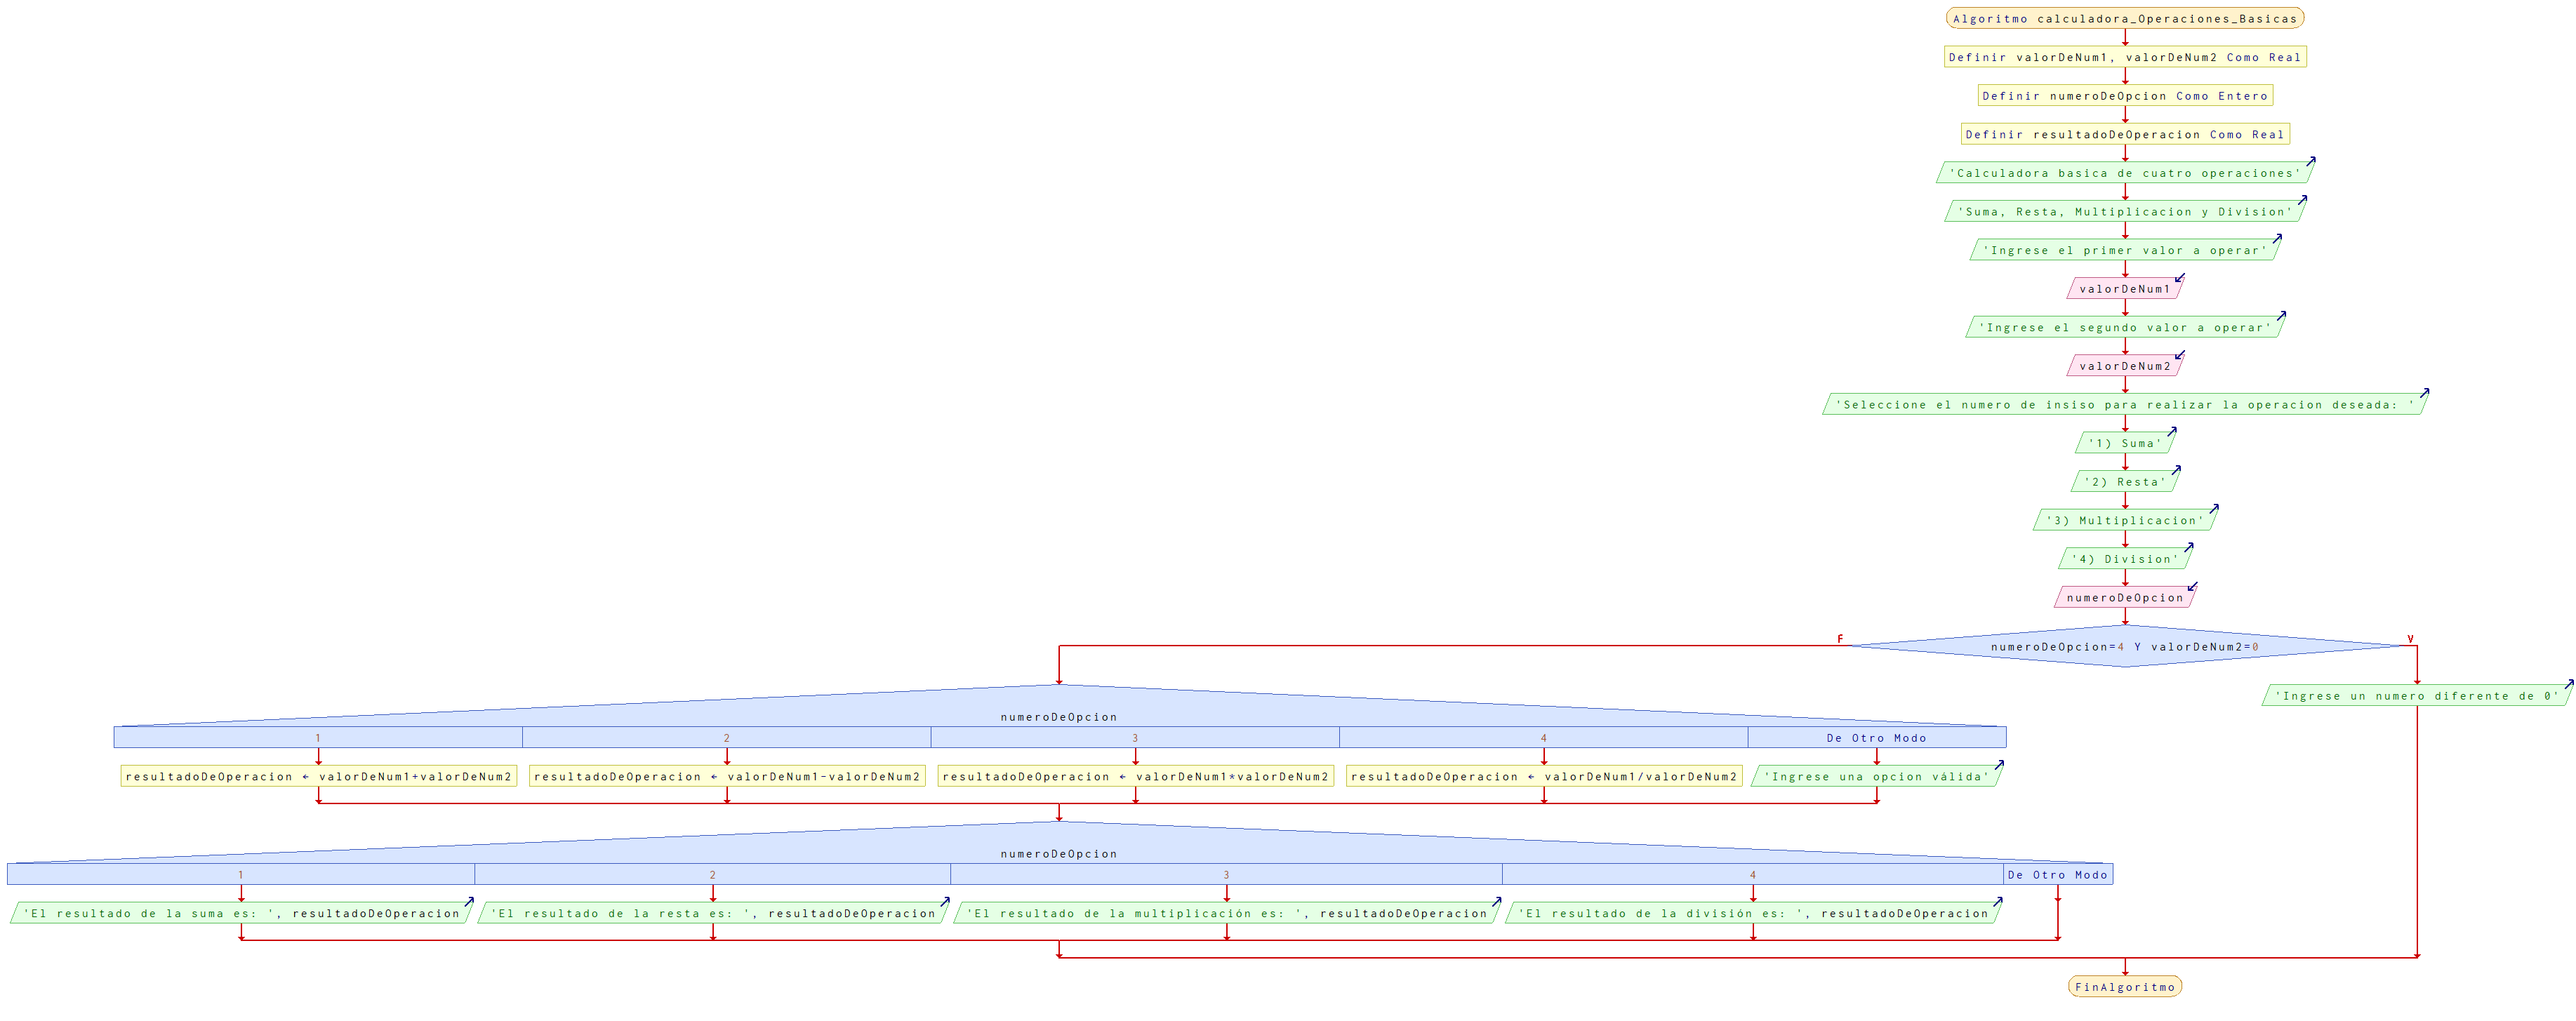 Algoritmo calculadora_Operaciones_Basicas
Definir valorDeNum1, valorDeNum2 Como Real
Definir numeroDeOpcion Como Entero
Definir resultadoDeOperacion Como Real
'Calculadora basica de cuatro operaciones'
'Suma, Resta, Multiplicacion y Division'
'Ingrese el primer valor a operar'
valorDeNum1
'Ingrese el segundo valor a operar'
valorDeNum2
'Seleccione el numero de insiso para realizar la operacion deseada: '
'1) Suma'
'2) Resta'
'3) Multiplicacion'
'4) Division'
numeroDeOpcion
F
V
numeroDeOpcion=4 Y valorDeNum2=0
'Ingrese un numero diferente de 0'
numeroDeOpcion
1
2
3
4
De Otro Modo
resultadoDeOperacion ← valorDeNum1+valorDeNum2
resultadoDeOperacion ← valorDeNum1-valorDeNum2
resultadoDeOperacion ← valorDeNum1*valorDeNum2
resultadoDeOperacion ← valorDeNum1/valorDeNum2
'Ingrese una opcion válida'
numeroDeOpcion
1
2
3
4
De Otro Modo
'El resultado de la suma es: ', resultadoDeOperacion
'El resultado de la resta es: ', resultadoDeOperacion
'El resultado de la multiplicación es: ', resultadoDeOperacion
'El resultado de la división es: ', resultadoDeOperacion
FinAlgoritmo